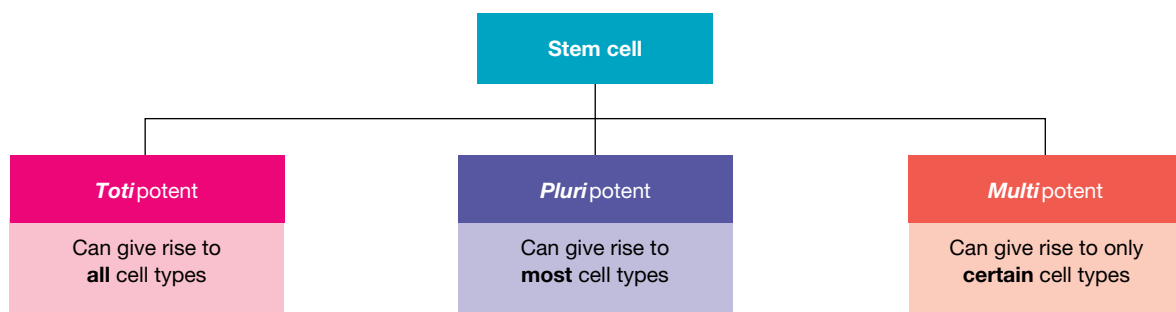 Stem cell
Totipotent
Can give rise to
all cell types
Pluripotent
Can give rise to
most cell types
Multipotent
Can give rise to only
certain cell types